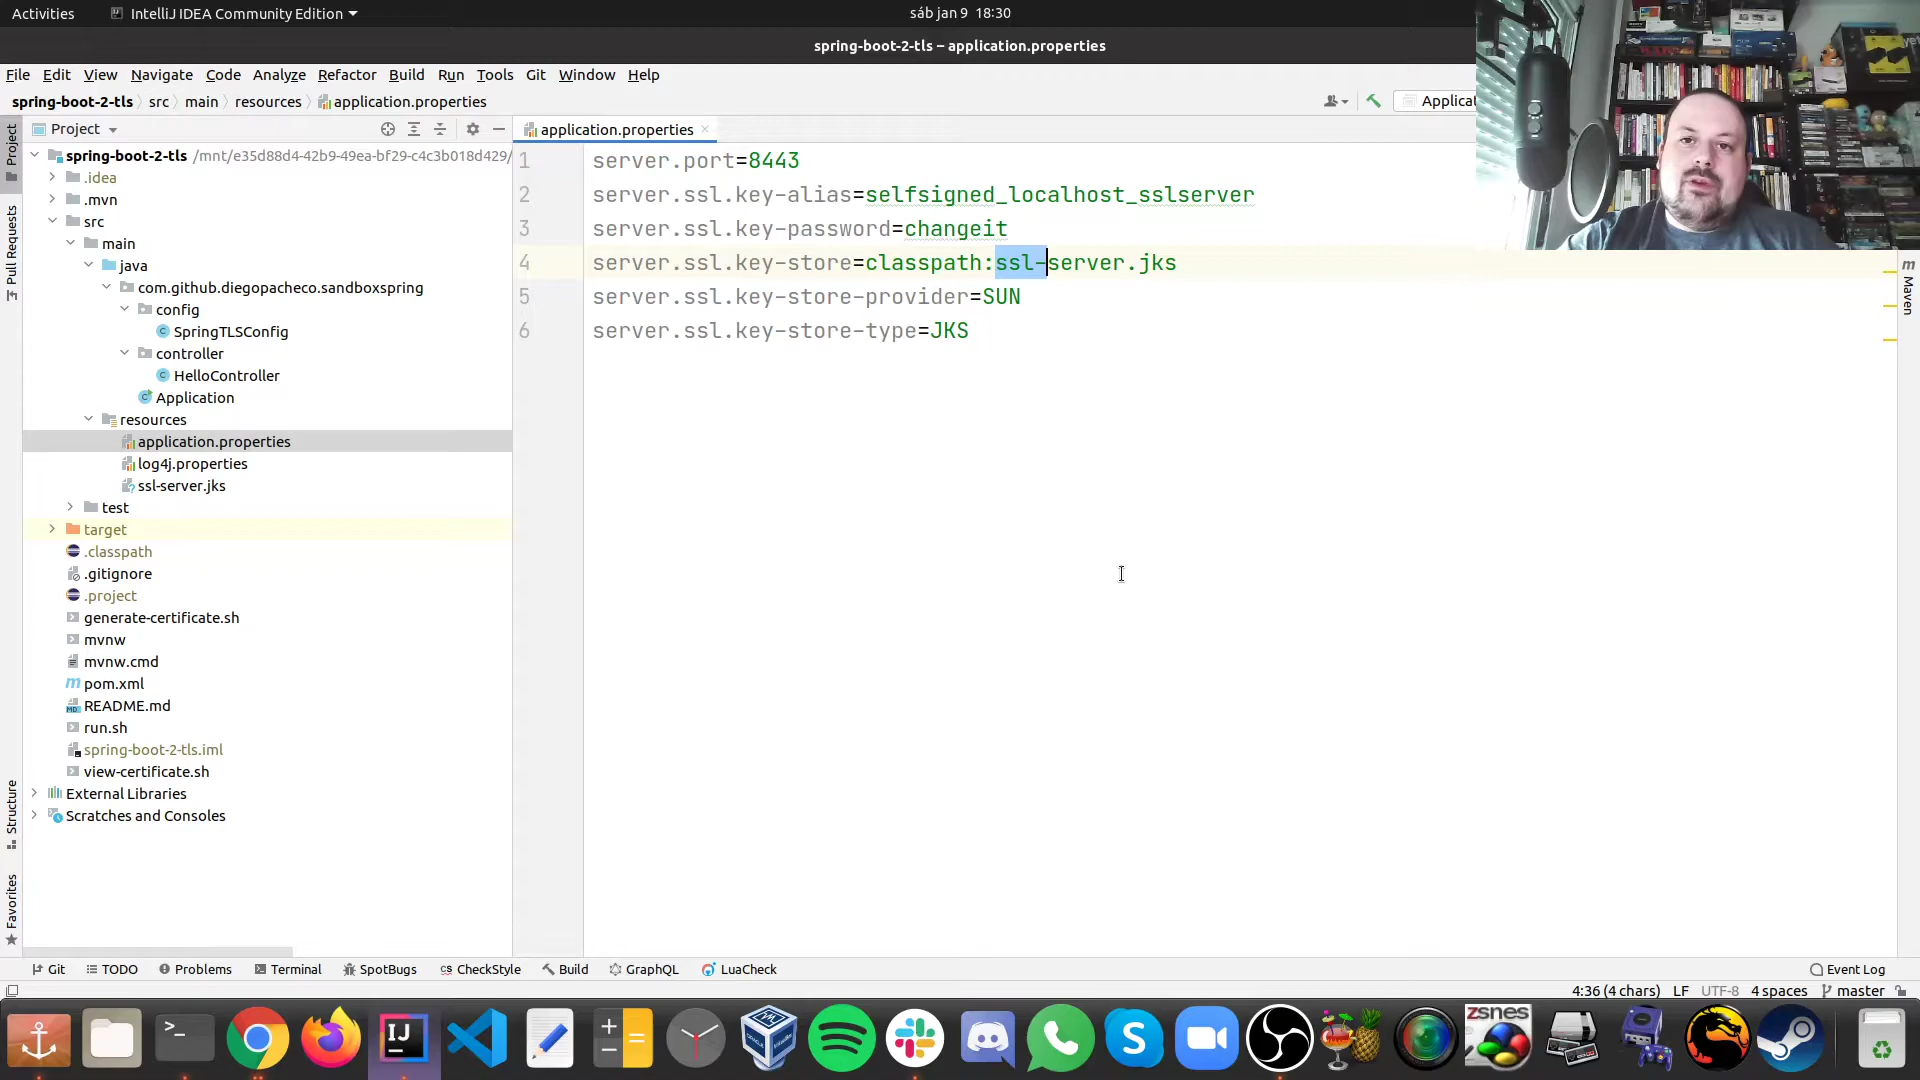 Activities
IntelliJ IDEA Community Edition
sáb jan 9 18:30
spring-boot-2-tls – application.properties
File Edit View Navigate Code Analyze Refactor Build Run Tools Git Window Help
spring-boot-2-tls src main resources application.properties
Applicat
Project
application.properties
Project
Pull Requests
Structure
Favorites
spring-boot-2-tls /mnt/e35d88d4-42b9-49ea-bf29-c4c3b018d429/
.idea
.mvn
src
main
java
com.github.diegopacheco.sandboxspring
config
SpringTLSConfig
controller
HelloController
Application
resources
application.properties
log4j.properties
ssl-server.jks
test
target
.classpath
.gitignore
.project
generate-certificate.sh
mvnw
mvnw.cmd
pom.xml
README.md
run.sh
spring-boot-2-tls.iml
view-certificate.sh
External Libraries
Scratches and Consoles
1 server.port=8443
2 server.ssl.key-alias=selfsigned_localhost_sslserver
3 server.ssl.key-password=changeit
4 server.ssl.key-store=classpath:ssl-server.jks
5 server.ssl.key-store-provider=SUN
6 server.ssl.key-store-type=JKS
Maven
Git TODO Problems Terminal SpotBugs CheckStyle Build GraphQL LuaCheck Event Log
4:36 (4 chars) LF UTF-8 4 spaces master
IJ
zsnes